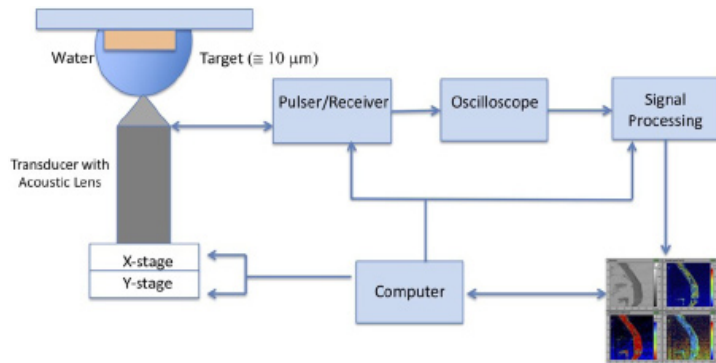 Water
Target (≅ 10 μm)
Pulser/Receiver
Oscilloscope
Signal
Processing
Transducer with
Acoustic Lens
X-stage
Y-stage
Computer